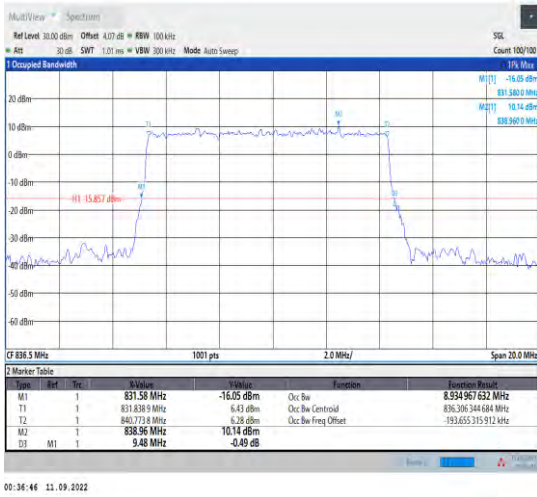 MultiView Spectrum
Ref Level 30.00 dBm Offset 4.07 dB RBW 100 kHz SGL
Att 30 dB SWT 1.01 ms VBW 300 kHz Mode Auto Sweep Count 100/100
1 Occupied Bandwidth 1Pk Max
M1[1] -16.05 dBm
831.5800 MHz
M2[1] 10.14 dBm
838.9600 MHz
20 dBm
10 dBm
M2
T1
0 dBm
-10 dBm
M1
H1 -15.857 dBm
-20 dBm
-30 dBm
-40 dBm
-50 dBm
-60 dBm
CF 836.5 MHz 1001 pts 2.0 MHz/ Span 20.0 MHz
2 Marker Table
Type Ref Trc X-Value Y-Value Function Function Result
M1 1 831.58 MHz -16.05 dBm Occ Bw 8.934 967 632 MHz
T1 1 831.838 9 MHz 6.43 dBm Occ Bw Centroid 836.306 344 684 MHz
T2 1 840.773 8 MHz 6.28 dBm Occ Bw Freq Offset -193.655 315 912 kHz
M2 1 838.96 MHz 10.14 dBm
D3 M1 1 9.48 MHz -0.49 dB
00:36:46 11.09.2022